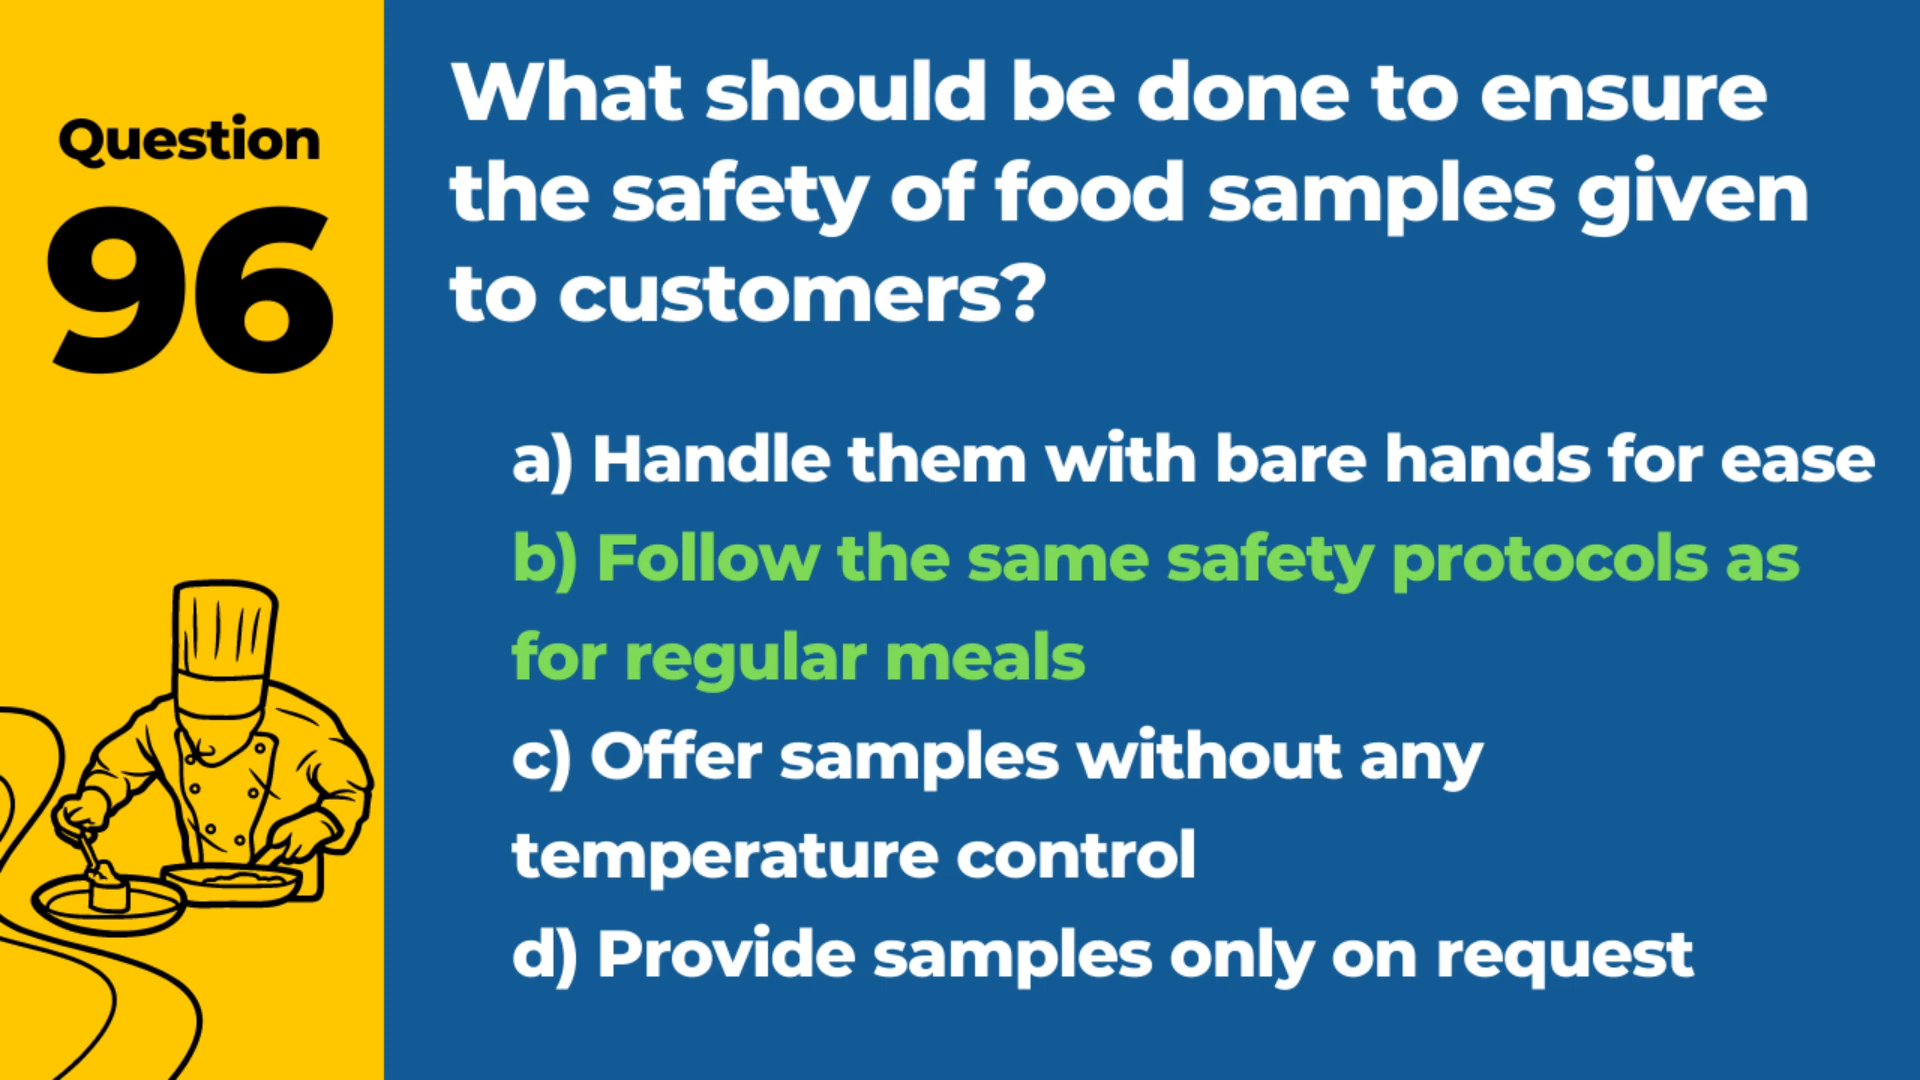 Question
96
What should be done to ensure
the safety of food samples given
to customers?
a) Handle them with bare hands for ease
b) Follow the same safety protocols as
for regular meals
c) Offer samples without any
temperature control
d) Provide samples only on request